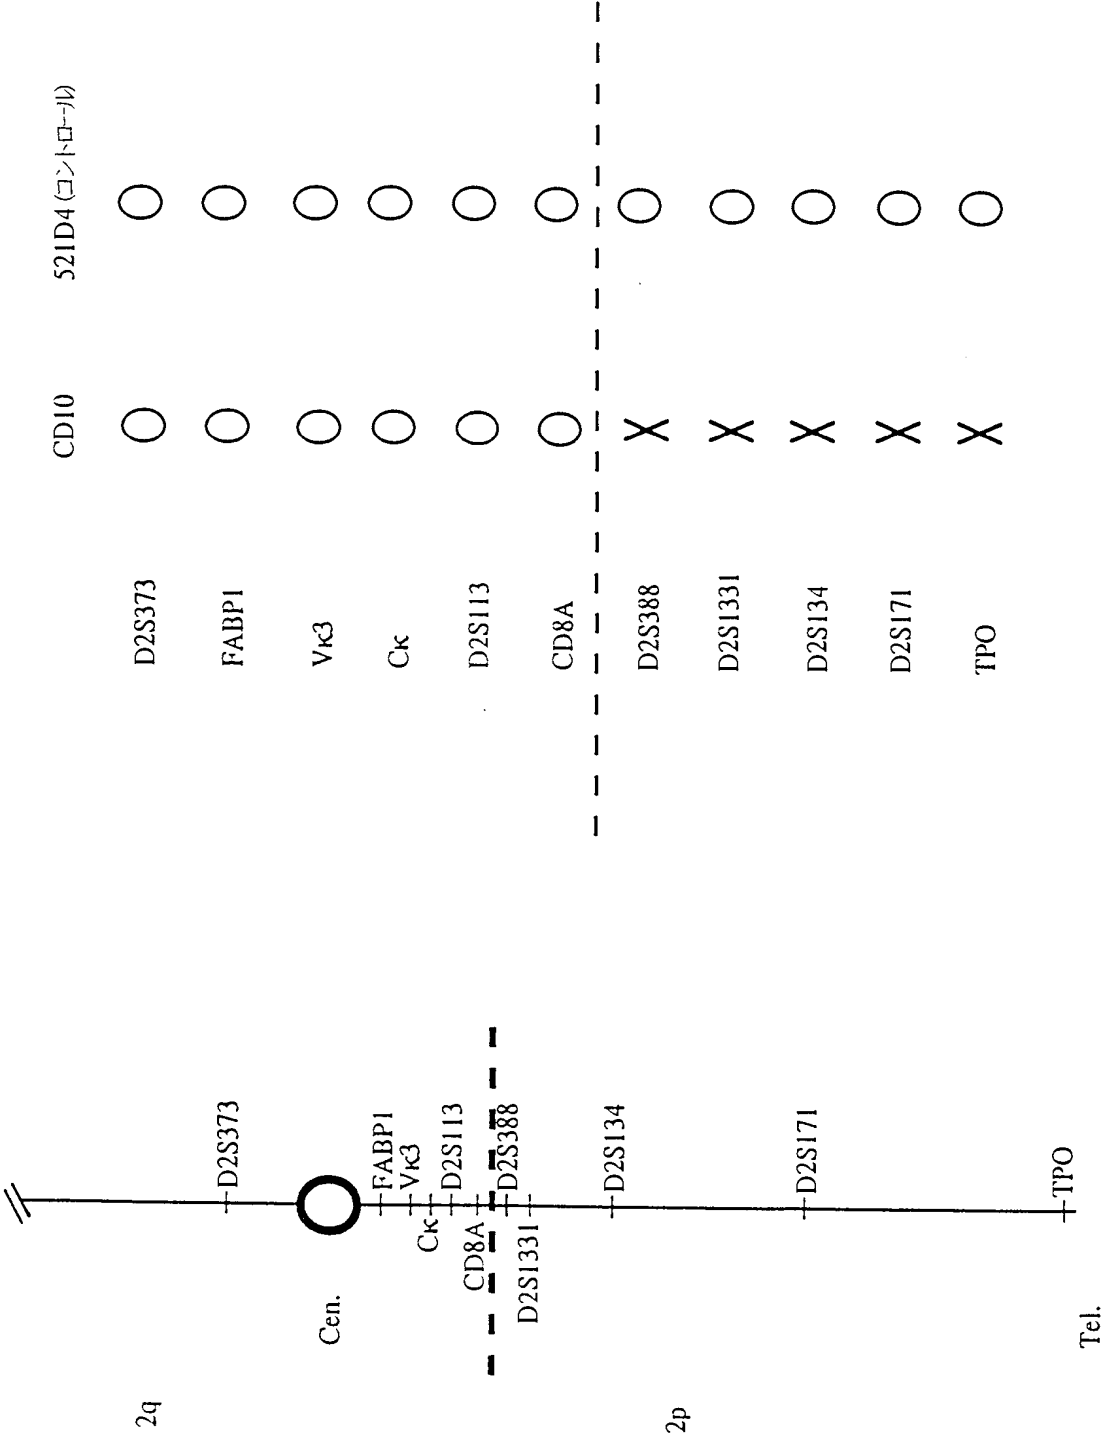 CD10
521D4 (コントロール)
D2S373
FABP1
Vκ3
Cκ
D2S113
CD8A
D2S388
D2S1331
D2S134
D2S171
TPO
2q
Cen.
2p
Tel.
D2S373
FABP1
Vκ3
Cκ
D2S113
CD8A
D2S388
D2S1331
D2S134
D2S171
TPO